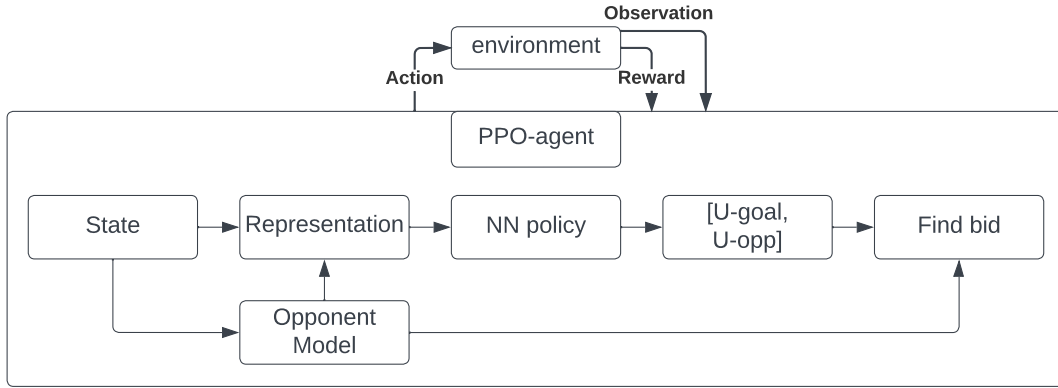 Observation
environment
Action
Reward
PPO-agent
State
Representation
NN policy
[U-goal,
U-opp]
Find bid
Opponent
Model